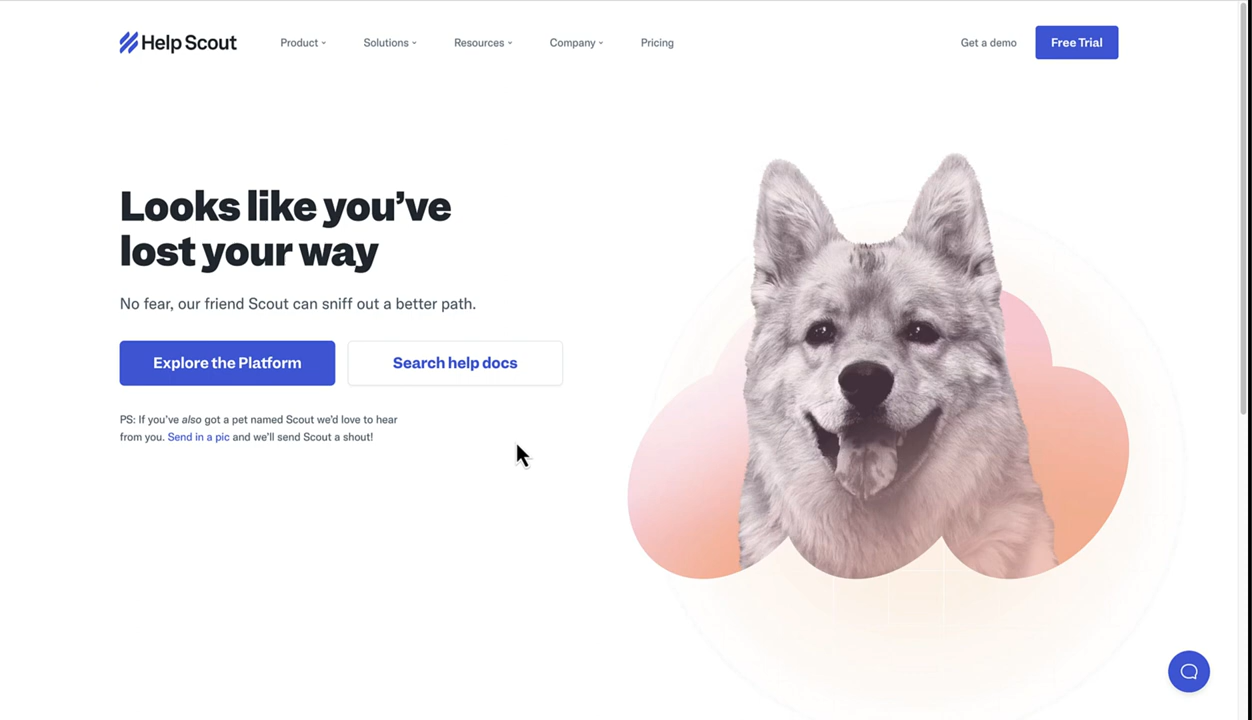 Help Scout
Product
Solutions
Resources
Company
Pricing
Get a demo
Free Trial
Looks like you’ve
lost your way
No fear, our friend Scout can sniff out a better path.
Explore the Platform
Search help docs
PS: If you’ve also got a pet named Scout we’d love to hear
from you. Send in a pic and we’ll send Scout a shout!